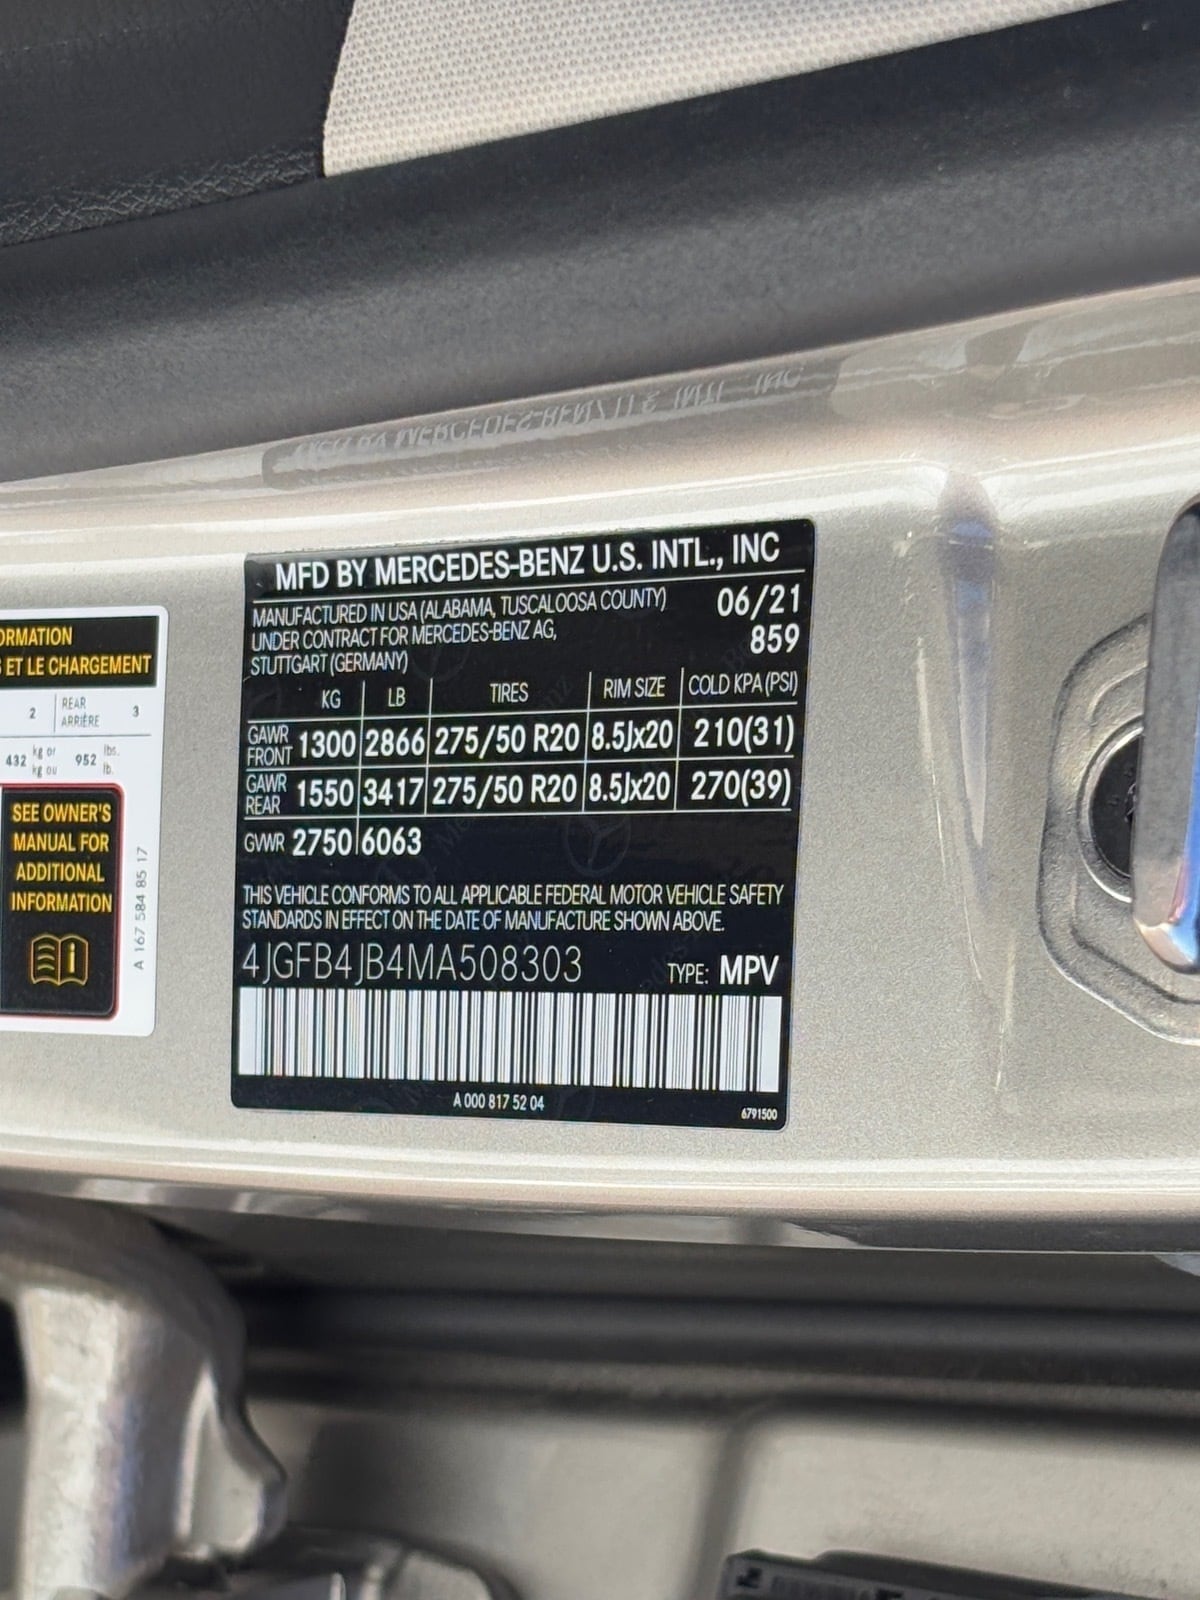 ORMATION
S ET LE CHARGEMENT
2 REAR ARRIÈRE 3
432 kg or kg ou 952 lbs. lb.
SEE OWNER'S
MANUAL FOR
ADDITIONAL
INFORMATION
A 167 584 85 17
MFD BY MERCEDES-BENZ U.S. INTL., INC
MANUFACTURED IN USA (ALABAMA, TUSCALOOSA COUNTY) 06/21
UNDER CONTRACT FOR MERCEDES-BENZ AG, 859
STUTTGART (GERMANY)
KG LB TIRES RIM SIZE COLD KPA (PSI)
GAWR FRONT 1300 2866 275/50 R20 8.5Jx20 210(31)
GAWR REAR 1550 3417 275/50 R20 8.5Jx20 270(39)
GVWR 2750 6063
THIS VEHICLE CONFORMS TO ALL APPLICABLE FEDERAL MOTOR VEHICLE SAFETY
STANDARDS IN EFFECT ON THE DATE OF MANUFACTURE SHOWN ABOVE.
4JGFB4JB4MA508303 TYPE: MPV
A 000 817 52 04
6791500